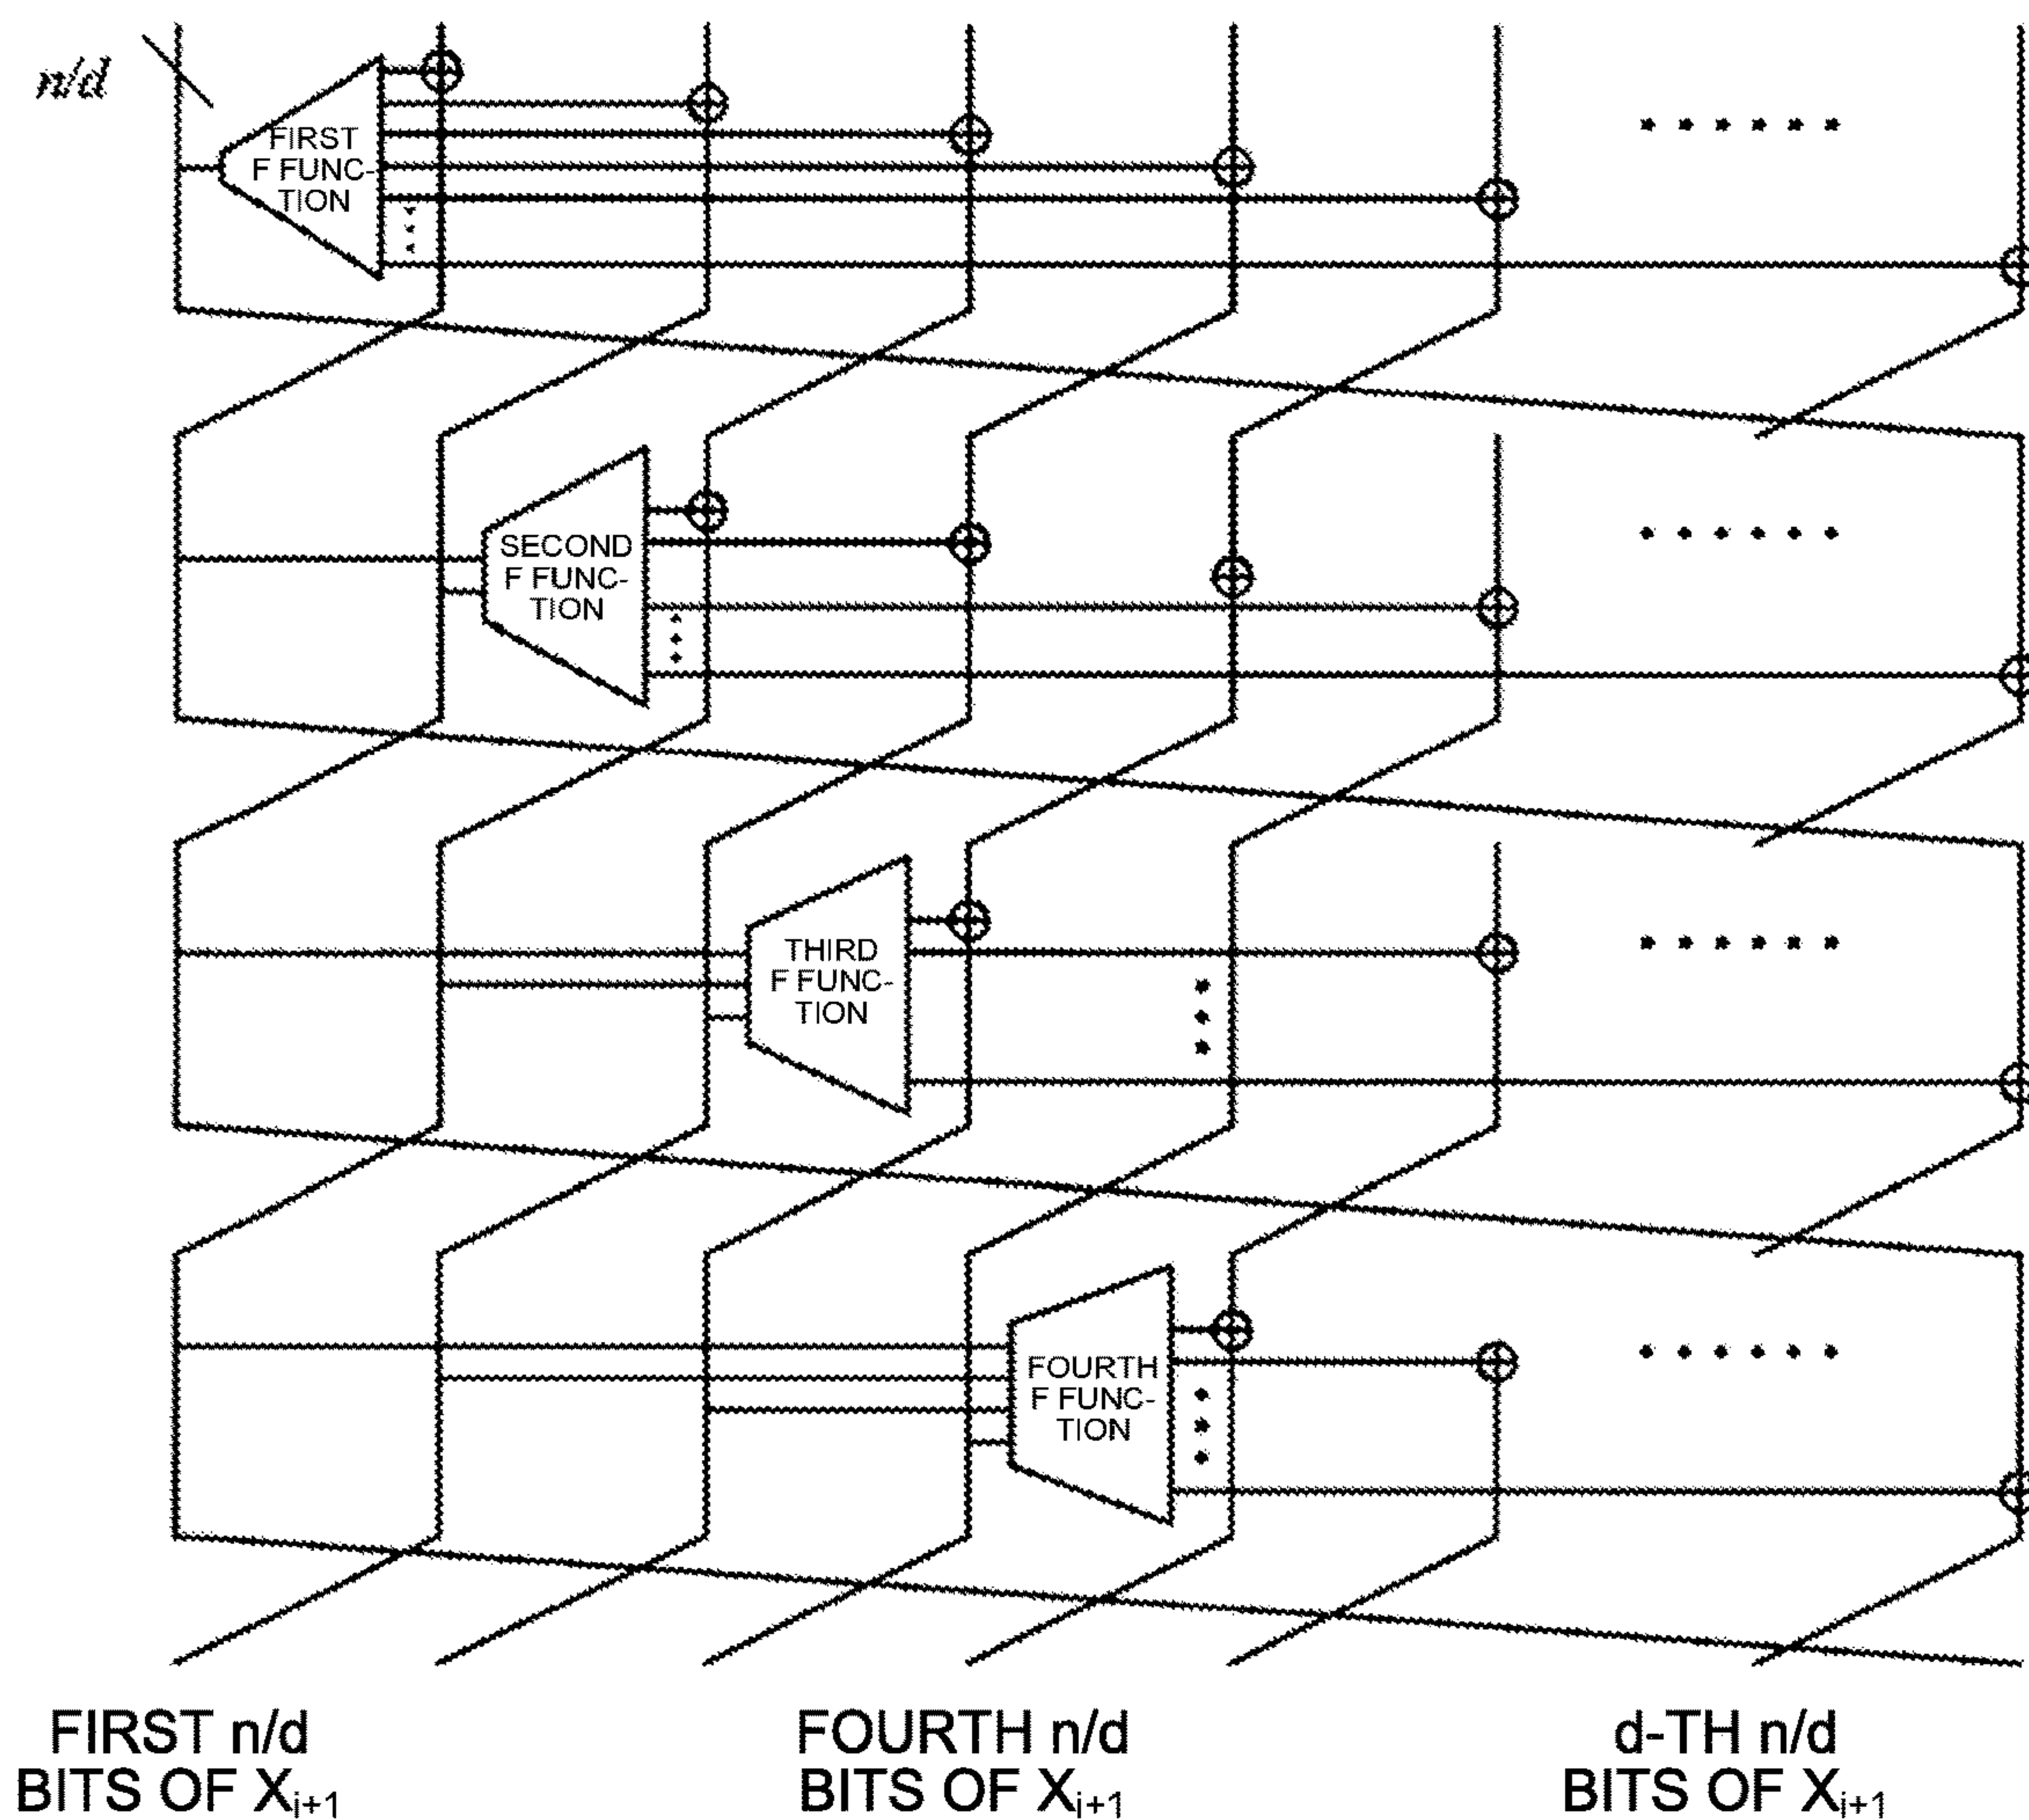 n/d
FIRST
F FUNC-
TION
SECOND
F FUNC-
TION
THIRD
F FUNC-
TION
FOURTH
F FUNC-
TION
FIRST n/d
BITS OF Xi+1
FOURTH n/d
BITS OF Xi+1
d-TH n/d
BITS OF Xi+1